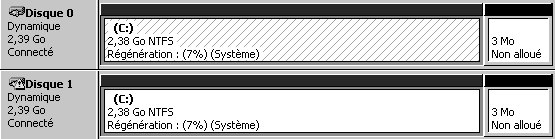 Disque 0
Dynamique
2,39 Go
Connecté
(C:)
2,38 Go NTFS
Régénération : (7%) (Système)
3 Mo
Non alloué
Disque 1
Dynamique
2,39 Go
Connecté
(C:)
2,38 Go NTFS
Régénération : (7%) (Système)
3 Mo
Non alloué